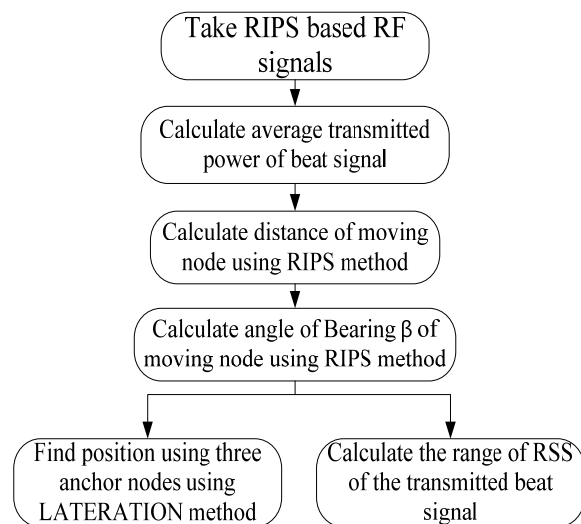 Take RIPS based RF
signals
Calculate average transmitted
power of beat signal
Calculate distance of moving
node using RIPS method
Calculate angle of Bearing β of
moving node using RIPS method
Find position using three
anchor nodes using
LATERATION method
Calculate the range of RSS
of the transmitted beat
signal